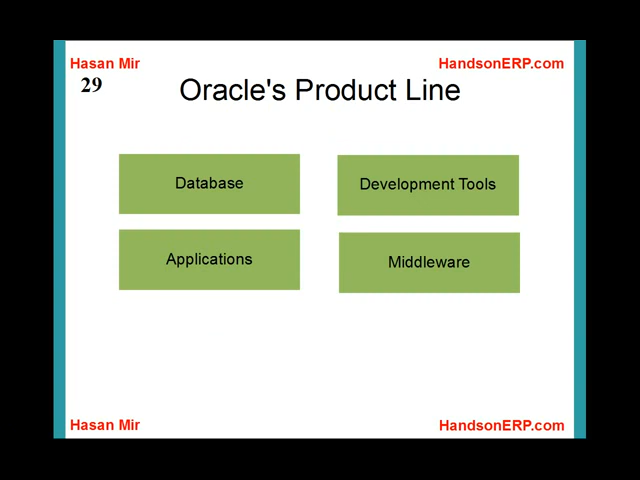 Hasan Mir HandsonERP.com
29 Oracle's Product Line
Database Development Tools
Applications Middleware
Hasan Mir HandsonERP.com